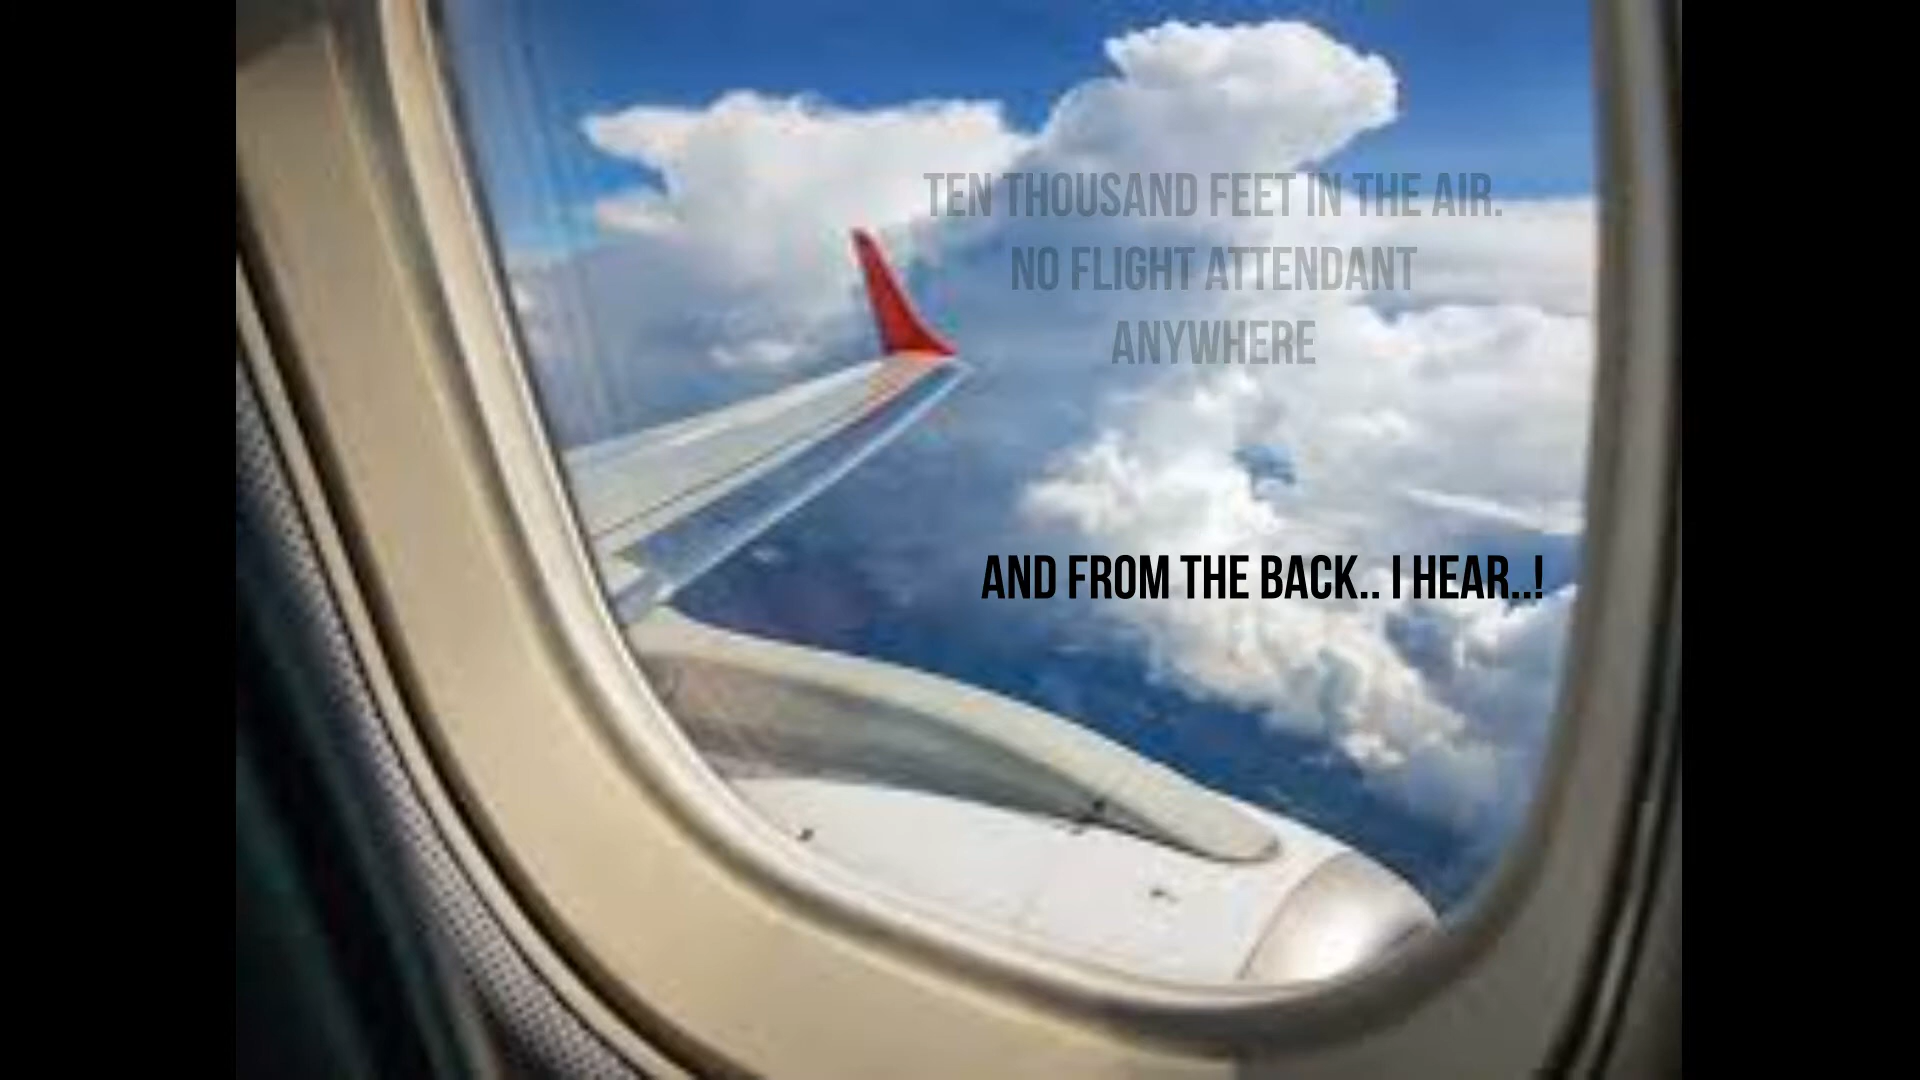 TEN THOUSAND FEET IN THE AIR.
NO FLIGHT ATTENDANT
ANYWHERE
AND FROM THE BACK.. I HEAR..!